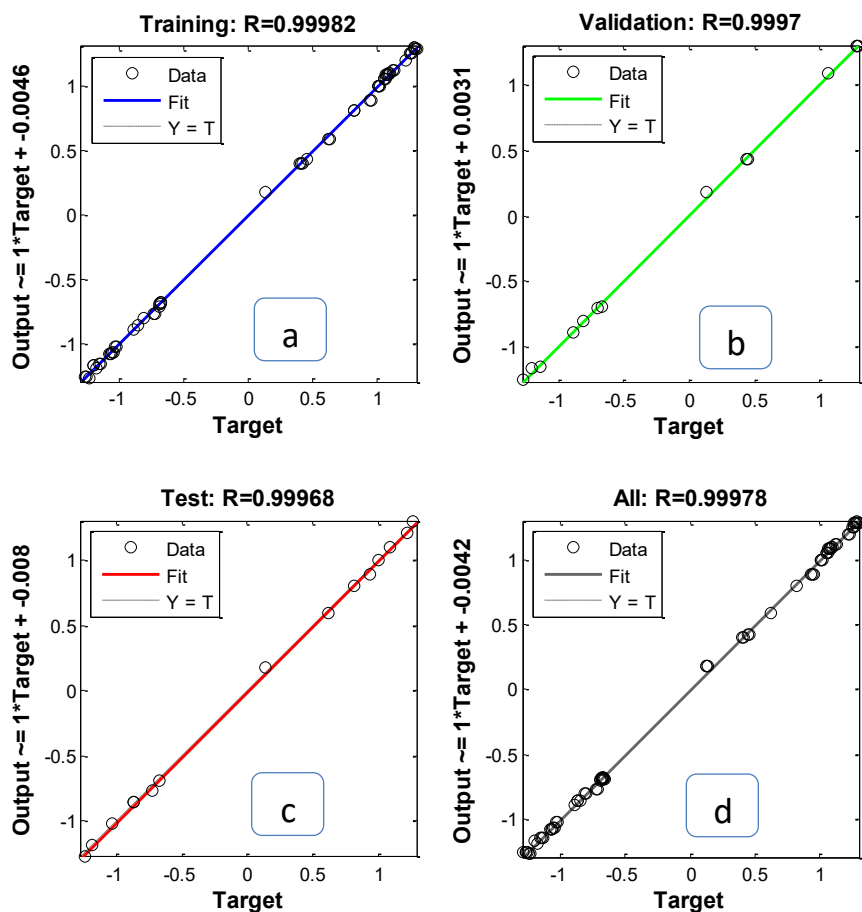 Training: R=0.99982
Output ~= 1*Target + -0.0046
1
0.5
0
-0.5
-1
Data
Fit
Y = T
a
-1
-0.5
0
0.5
1
Target
Validation: R=0.9997
Output ~= 1*Target + 0.0031
1
0.5
0
-0.5
-1
Data
Fit
Y = T
b
-1
-0.5
0
0.5
1
Target
Test: R=0.99968
Output ~= 1*Target + -0.008
1
0.5
0
-0.5
-1
Data
Fit
Y = T
c
-1
-0.5
0
0.5
1
Target
All: R=0.99978
Output ~= 1*Target + -0.0042
1
0.5
0
-0.5
-1
Data
Fit
Y = T
d
-1
-0.5
0
0.5
1
Target